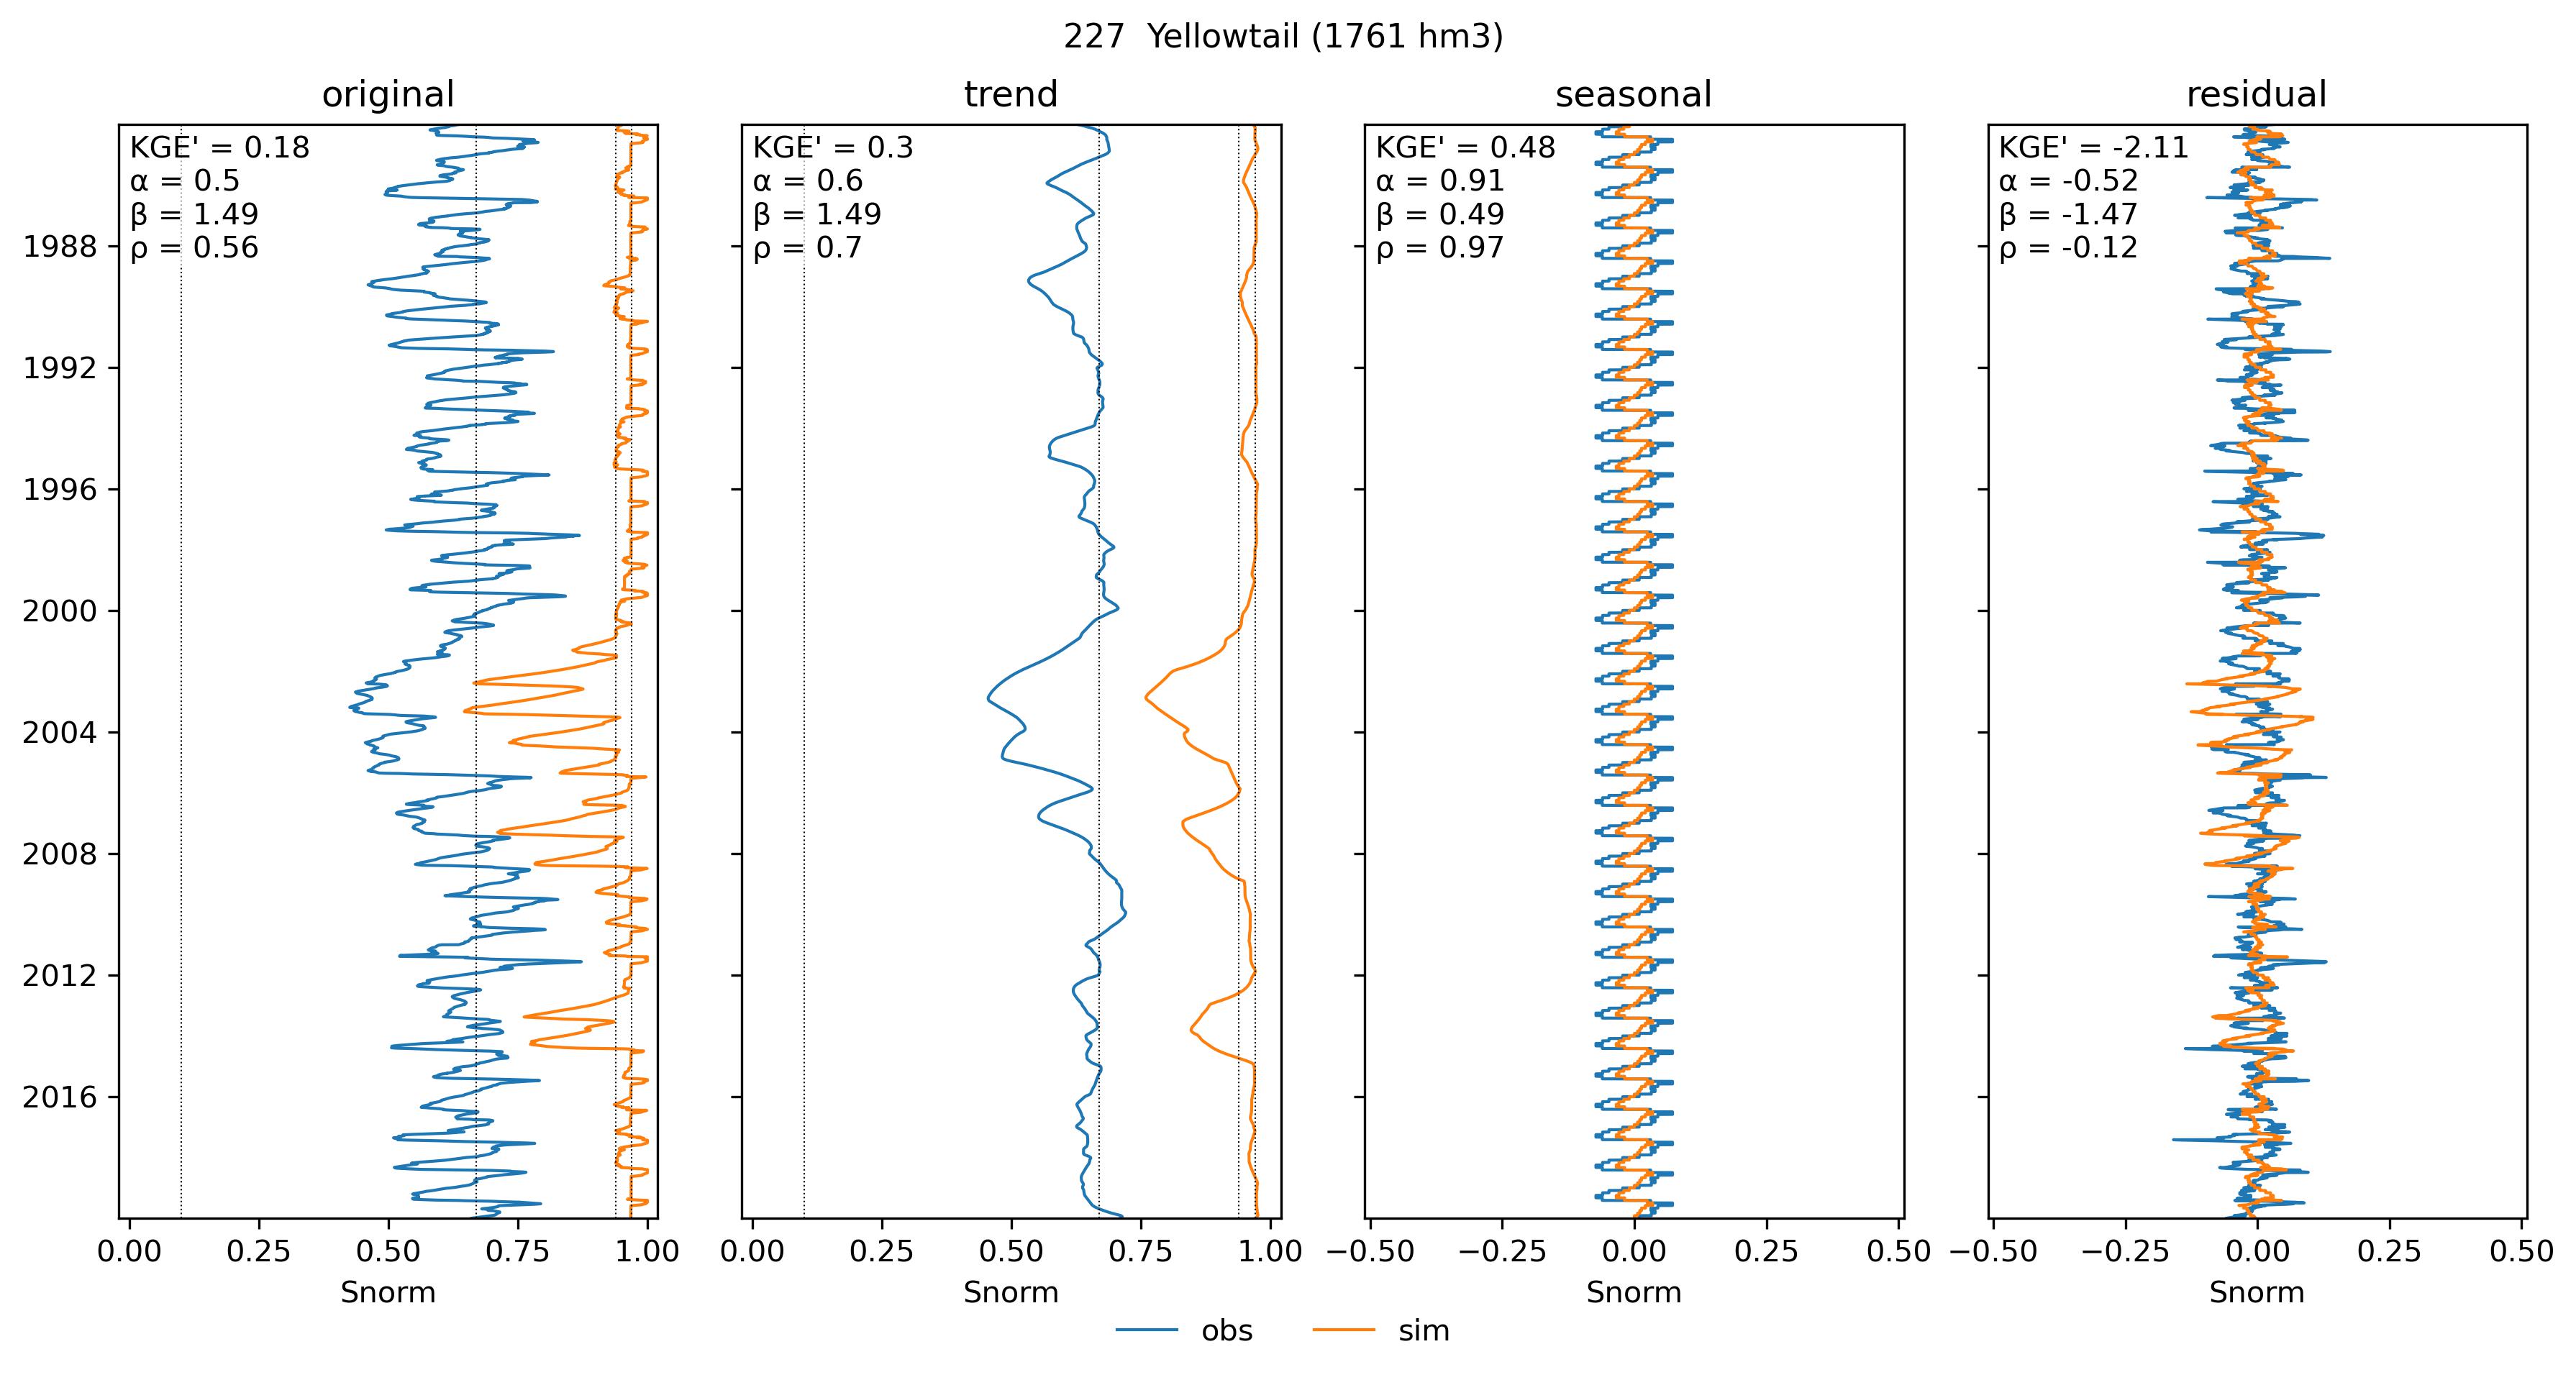 227  Yellowtail (1761 hm3)
original
trend
seasonal
residual
KGE' = 0.18
α = 0.5
β = 1.49
ρ = 0.56
KGE' = 0.3
α = 0.6
β = 1.49
ρ = 0.7
KGE' = 0.48
α = 0.91
β = 0.49
ρ = 0.97
KGE' = -2.11
α = -0.52
β = -1.47
ρ = -0.12
1988
1992
1996
2000
2004
2008
2012
2016
0.00 0.25 0.50 0.75 1.00
0.00 0.25 0.50 0.75 1.00
−0.50 −0.25 0.00 0.25 0.50
−0.50 −0.25 0.00 0.25 0.50
Snorm
Snorm
Snorm
Snorm
obs
sim